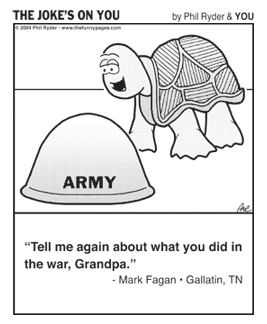 THE JOKE'S ON YOU by Phil Ryder & YOU
© 2004 Phil Ryder - www.thefunnypages.com
ARMY
"Tell me again about what you did in
the war, Grandpa."
- Mark Fagan • Gallatin, TN